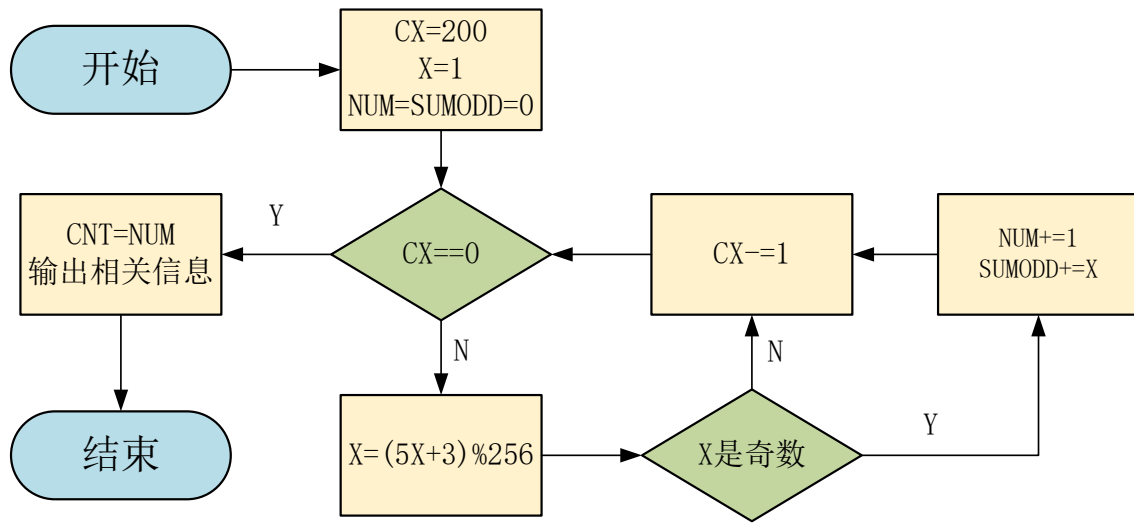 开始
CX=200
X=1
NUM=SUMODD=0
CNT=NUM
输出相关信息
Y
CX==0
CX-=1
NUM+=1
SUMODD+=X
N
N
结束
X=(5X+3)%256
X是奇数
Y